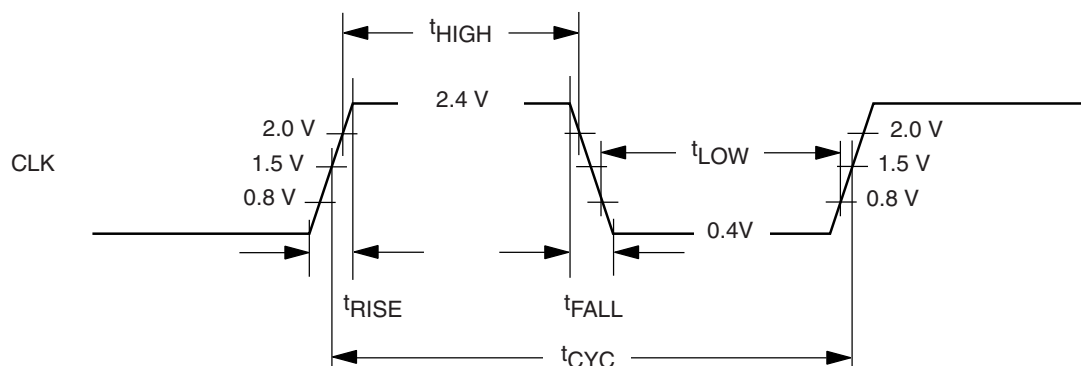 tHIGH
2.4 V
2.0 V
2.0 V
CLK
1.5 V
tLOW
1.5 V
0.8 V
0.8 V
0.4V
tRISE
tFALL
tCYC